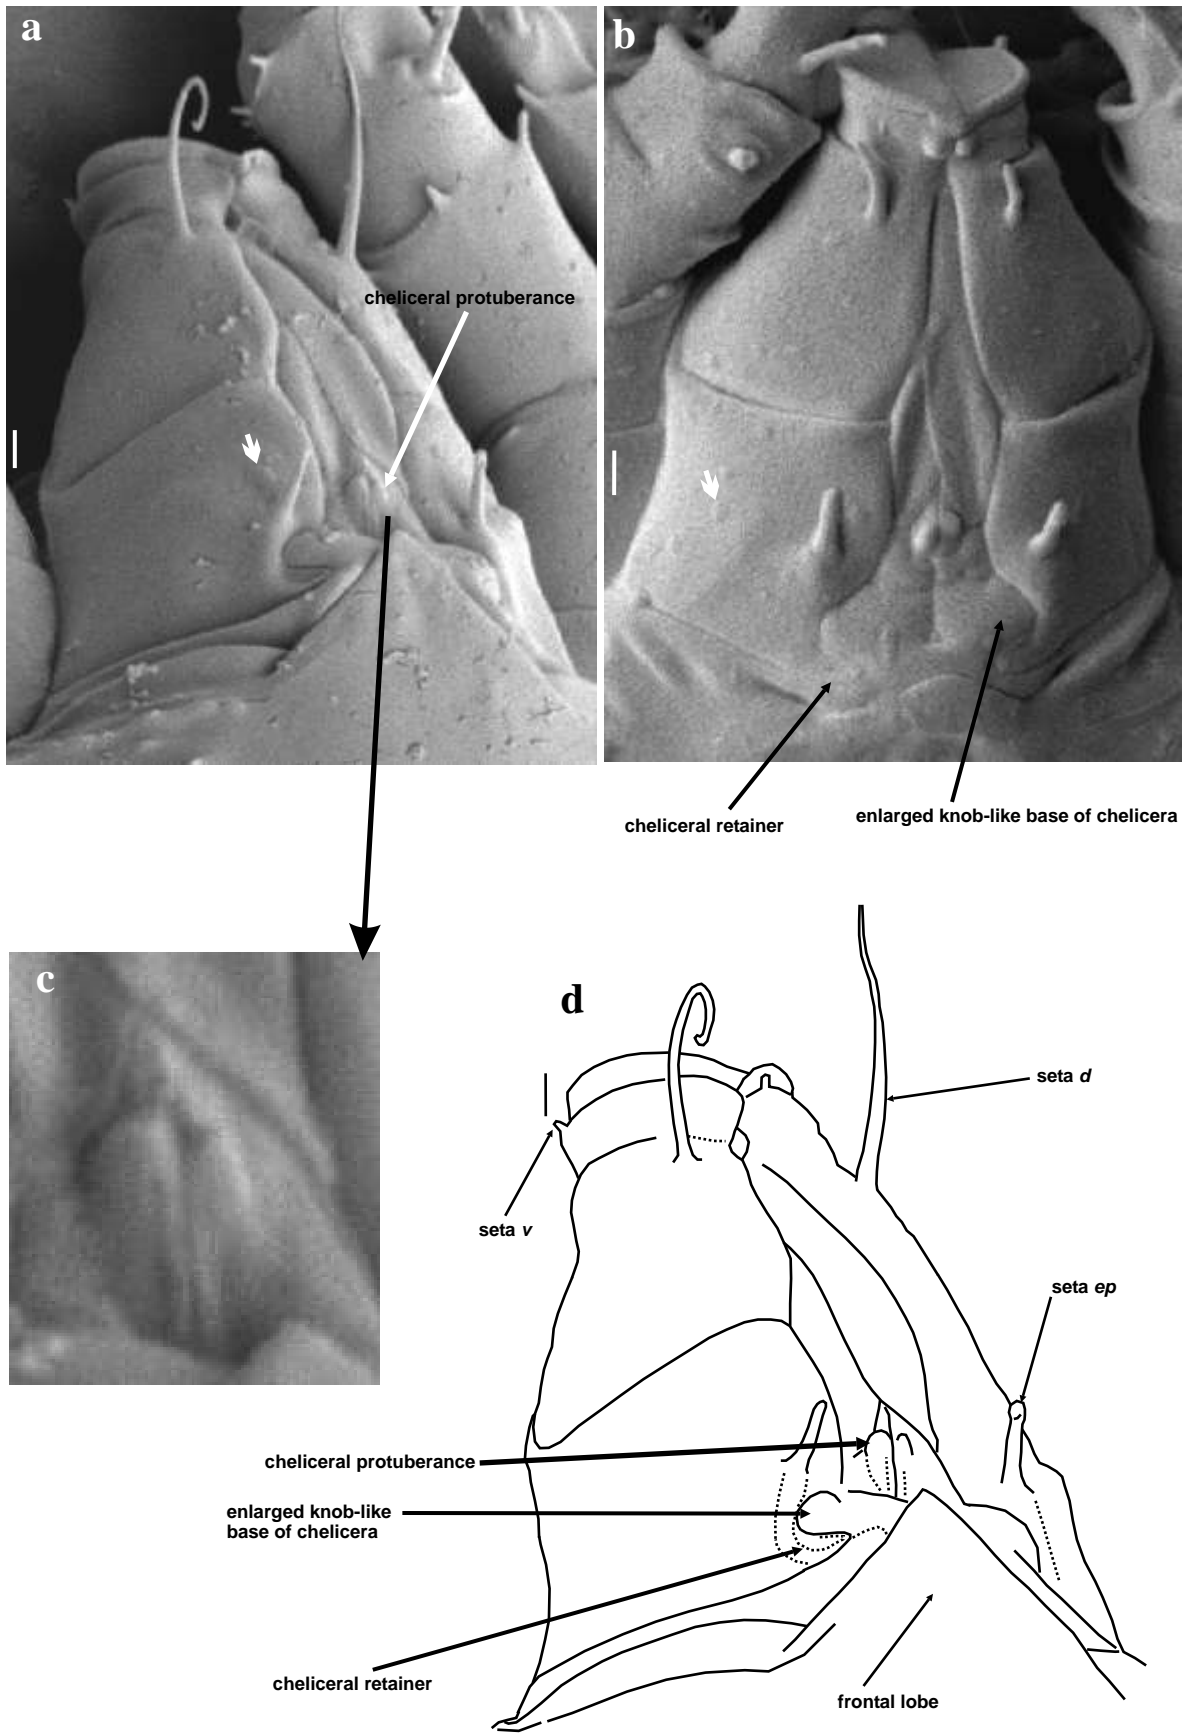 a
b
cheliceral protuberance
cheliceral retainer
enlarged knob-like base of chelicera
c
d
seta d
seta v
seta ep
cheliceral protuberance
enlarged knob-like
base of chelicera
cheliceral retainer
frontal lobe